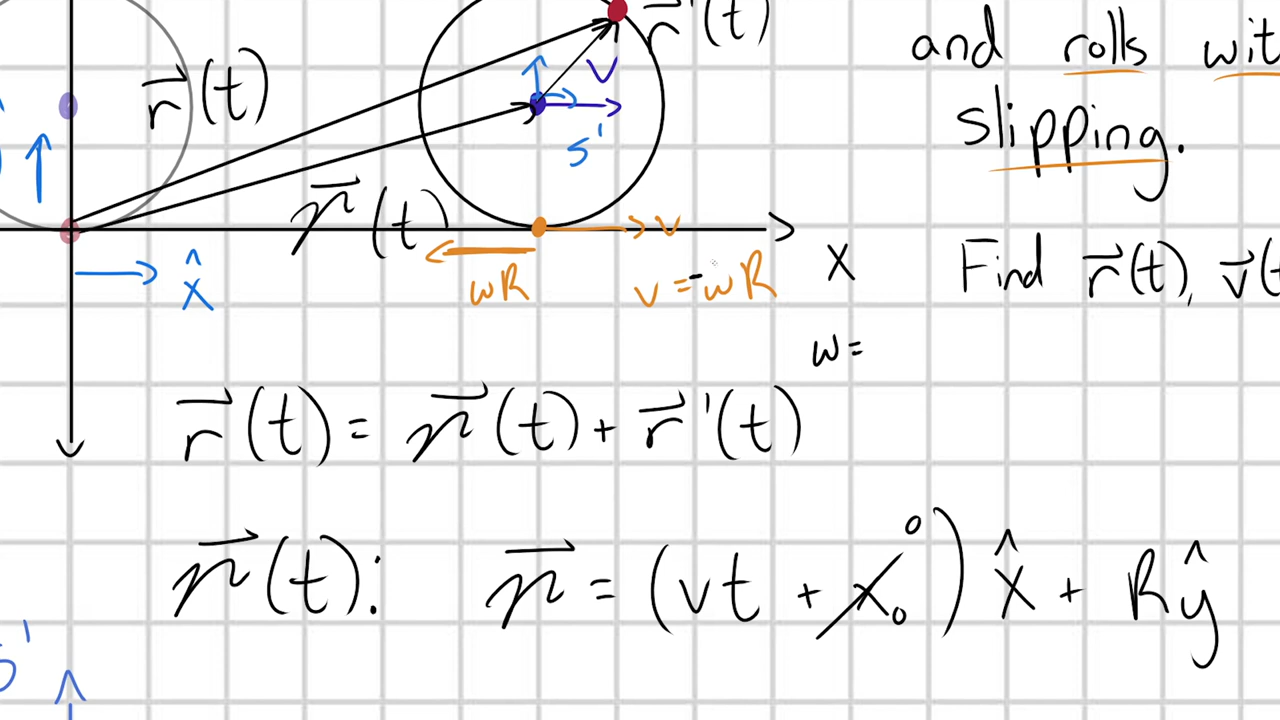 r⃗'(t)
and rolls wit
r⃗(t)
V
S'
slipping.
𝓇⃗(t)
v
x̂
ωR
v = -ωR
X
Find r⃗(t), v⃗(t
ω =
r⃗(t) = 𝓇⃗(t) + r⃗'(t)
𝓇⃗(t): 𝓇⃗ = (vt + x₀ 0) x̂ + Rŷ
S'